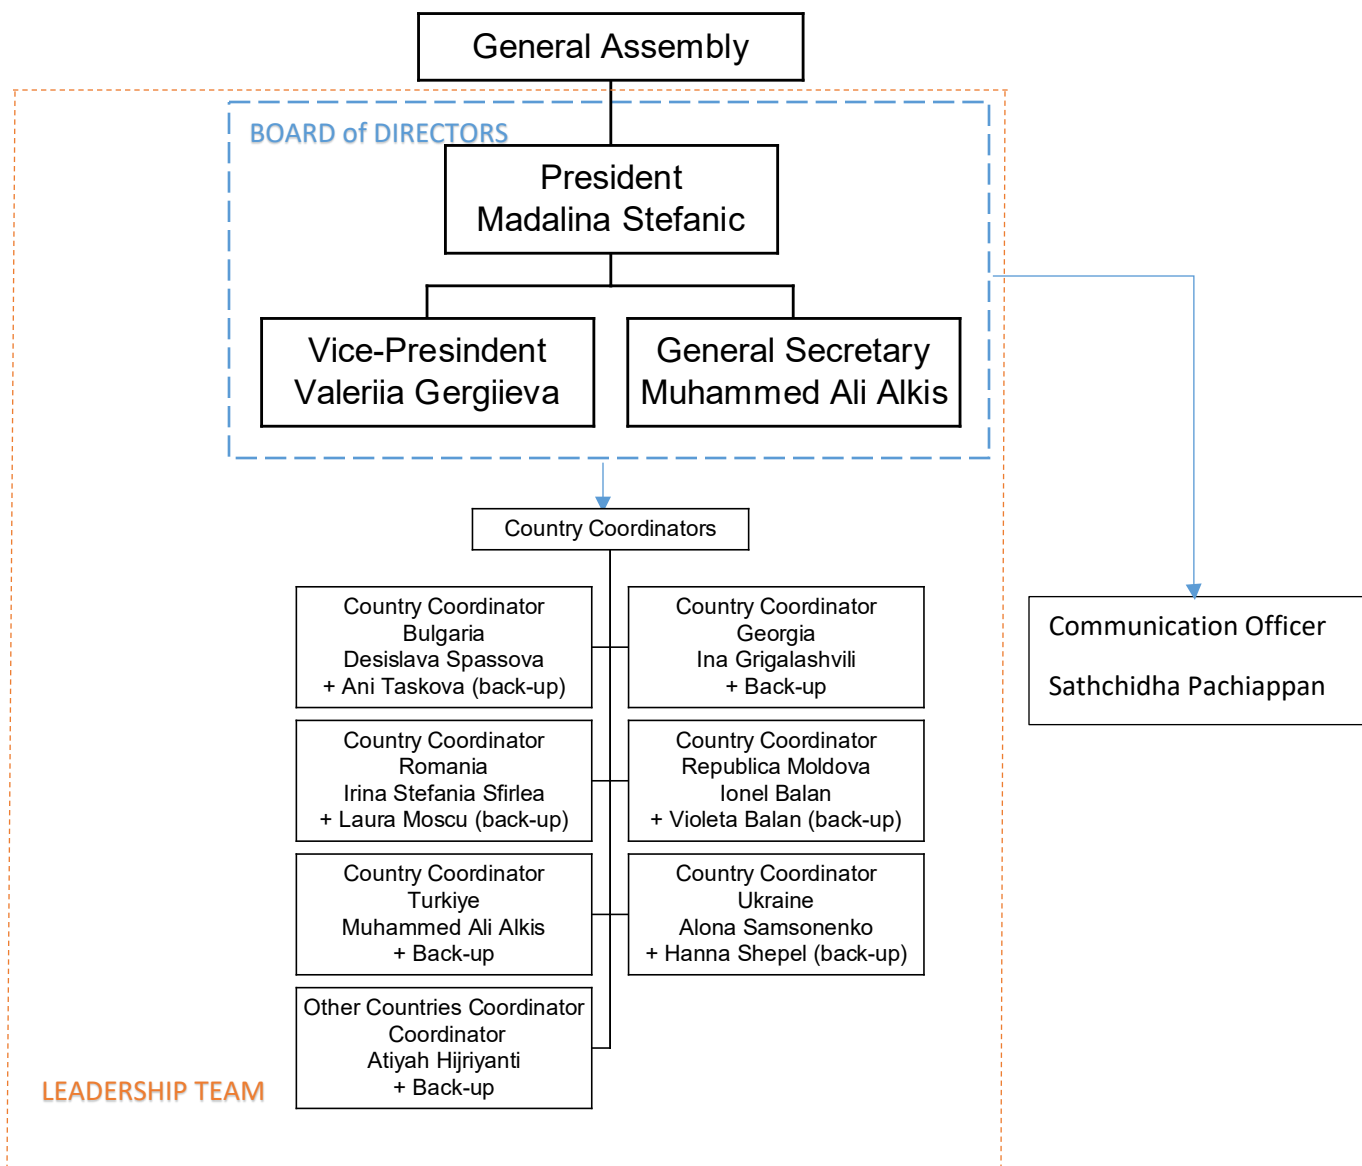 General Assembly
BOARD of DIRECTORS
President
Madalina Stefanic
Vice-Presindent
Valeriia Gergiieva
General Secretary
Muhammed Ali Alkis
Country Coordinators
Country Coordinator
Bulgaria
Desislava Spassova
+ Ani Taskova (back-up)
Country Coordinator
Georgia
Ina Grigalashvili
+ Back-up
Communication Officer
Sathchidha Pachiappan
Country Coordinator
Romania
Irina Stefania Sfirlea
+ Laura Moscu (back-up)
Country Coordinator
Republica Moldova
Ionel Balan
+ Violeta Balan (back-up)
Country Coordinator
Turkiye
Muhammed Ali Alkis
+ Back-up
Country Coordinator
Ukraine
Alona Samsonenko
+ Hanna Shepel (back-up)
Other Countries Coordinator
Coordinator
Atiyah Hijriyanti
+ Back-up
LEADERSHIP TEAM